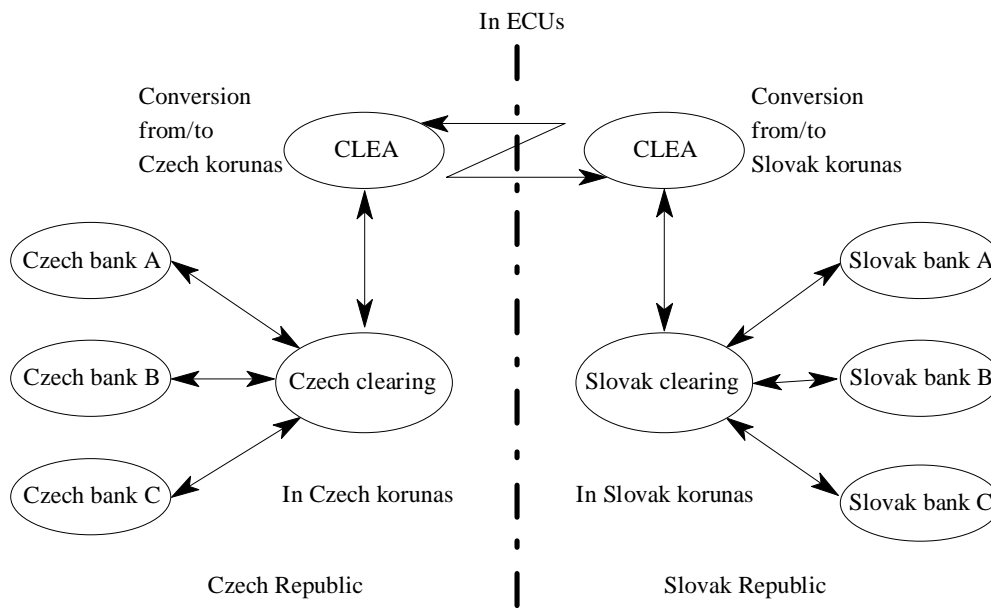 In ECUs
Conversion
from/to
Czech korunas
CLEA
CLEA
Conversion
from/to
Slovak korunas
Czech bank A
Slovak bank A
Czech bank B
Czech clearing
Slovak clearing
Slovak bank B
Czech bank C
In Czech korunas
In Slovak korunas
Slovak bank C
Czech Republic
Slovak Republic